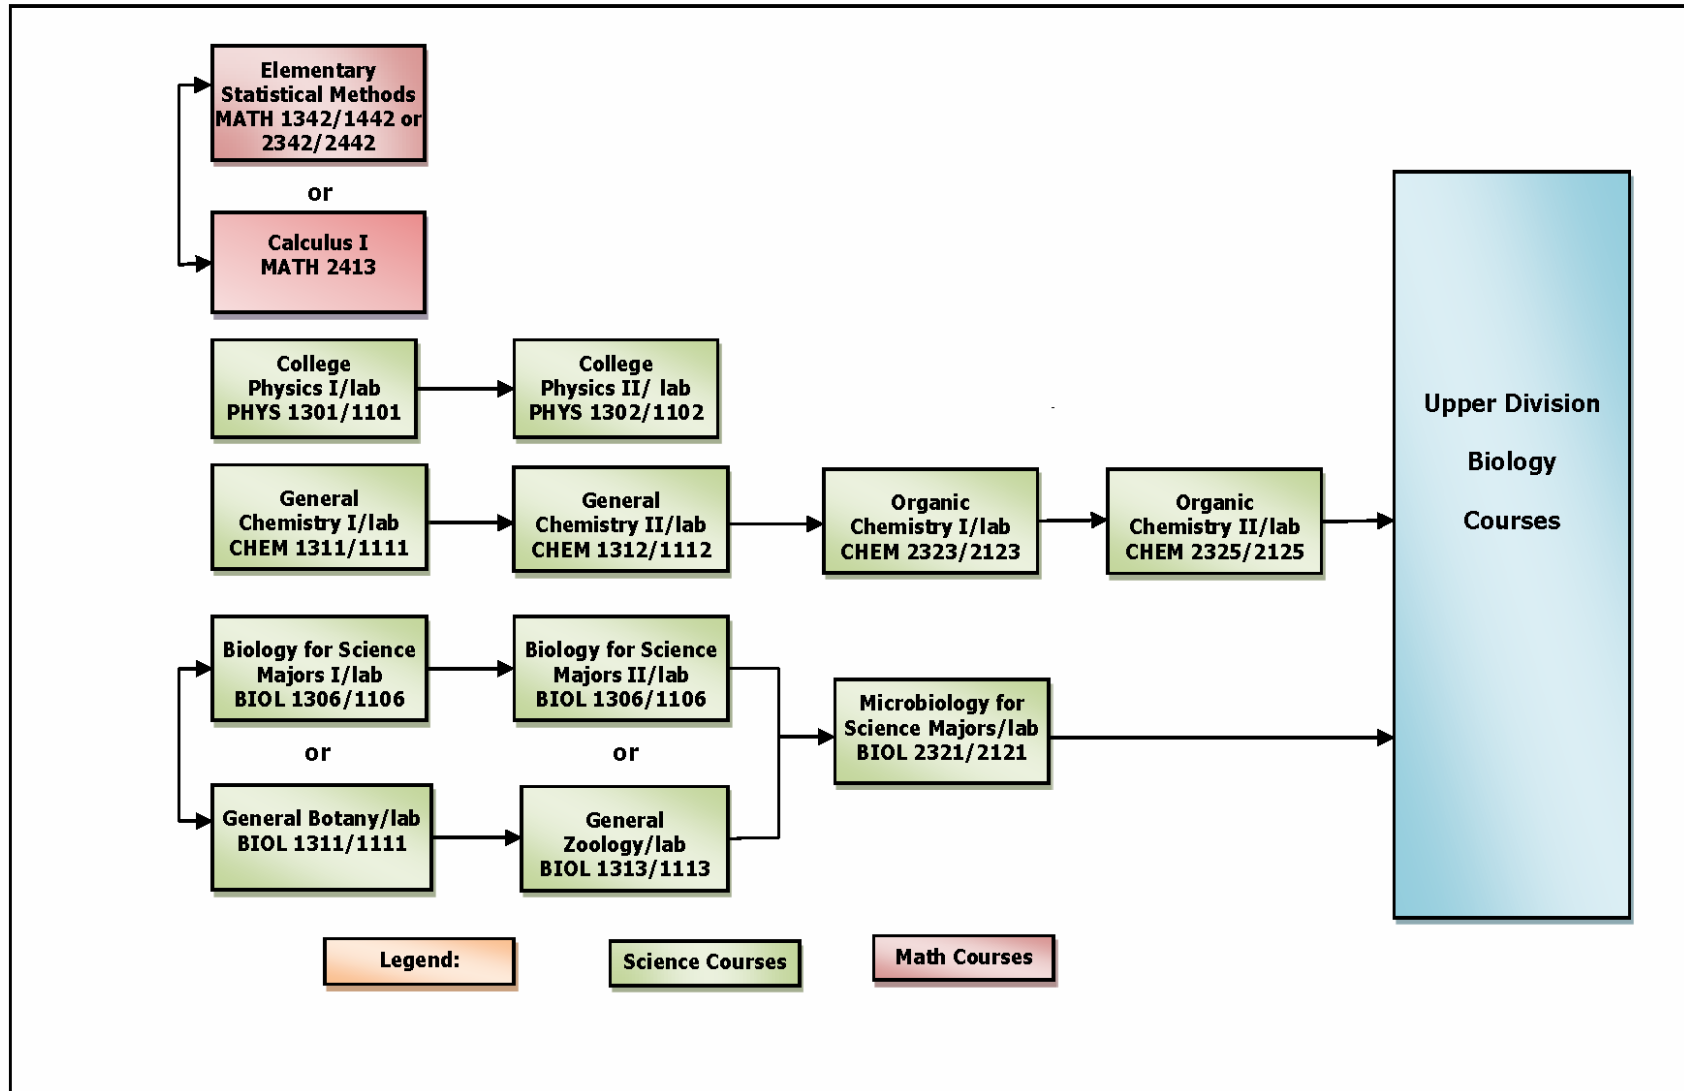 Elementary
Statistical Methods
MATH 1342/1442 or
2342/2442
or
Calculus I
MATH 2413
College
Physics I/lab
PHYS 1301/1101
College
Physics II/ lab
PHYS 1302/1102
General
Chemistry I/lab
CHEM 1311/1111
General
Chemistry II/lab
CHEM 1312/1112
Organic
Chemistry I/lab
CHEM 2323/2123
Organic
Chemistry II/lab
CHEM 2325/2125
Upper Division
Biology
Courses
Biology for Science
Majors I/lab
BIOL 1306/1106
or
General Botany/lab
BIOL 1311/1111
Biology for Science
Majors II/lab
BIOL 1306/1106
or
General
Zoology/lab
BIOL 1313/1113
Microbiology for
Science Majors/lab
BIOL 2321/2121
Legend:
Science Courses
Math Courses